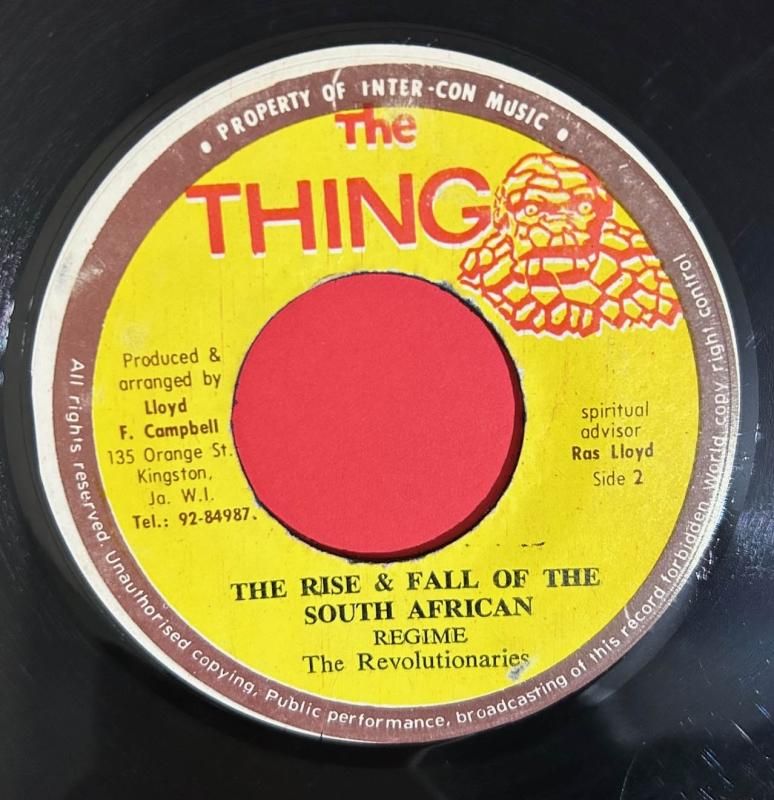 • PROPERTY OF INTER-CON MUSIC •
The
THING
Produced &
arranged by
Lloyd
F. Campbell
135 Orange St.
Kingston,
Ja. W.I.
Tel.: 92-84987.
spiritual
advisor
Ras Lloyd
Side 2
THE RISE & FALL OF THE
SOUTH AFRICAN
REGIME
The Revolutionaries
All rights reserved. Unauthorised copying, Public performance, broadcasting of this record forbidden. World copy right control